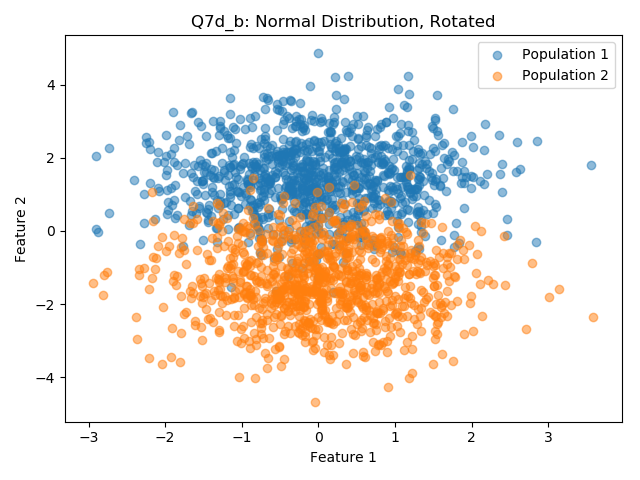 Q7d_b: Normal Distribution, Rotated
Population 1
Population 2
Feature 2
4
2
0
−2
−4
−3
−2
−1
0
1
2
3
Feature 1